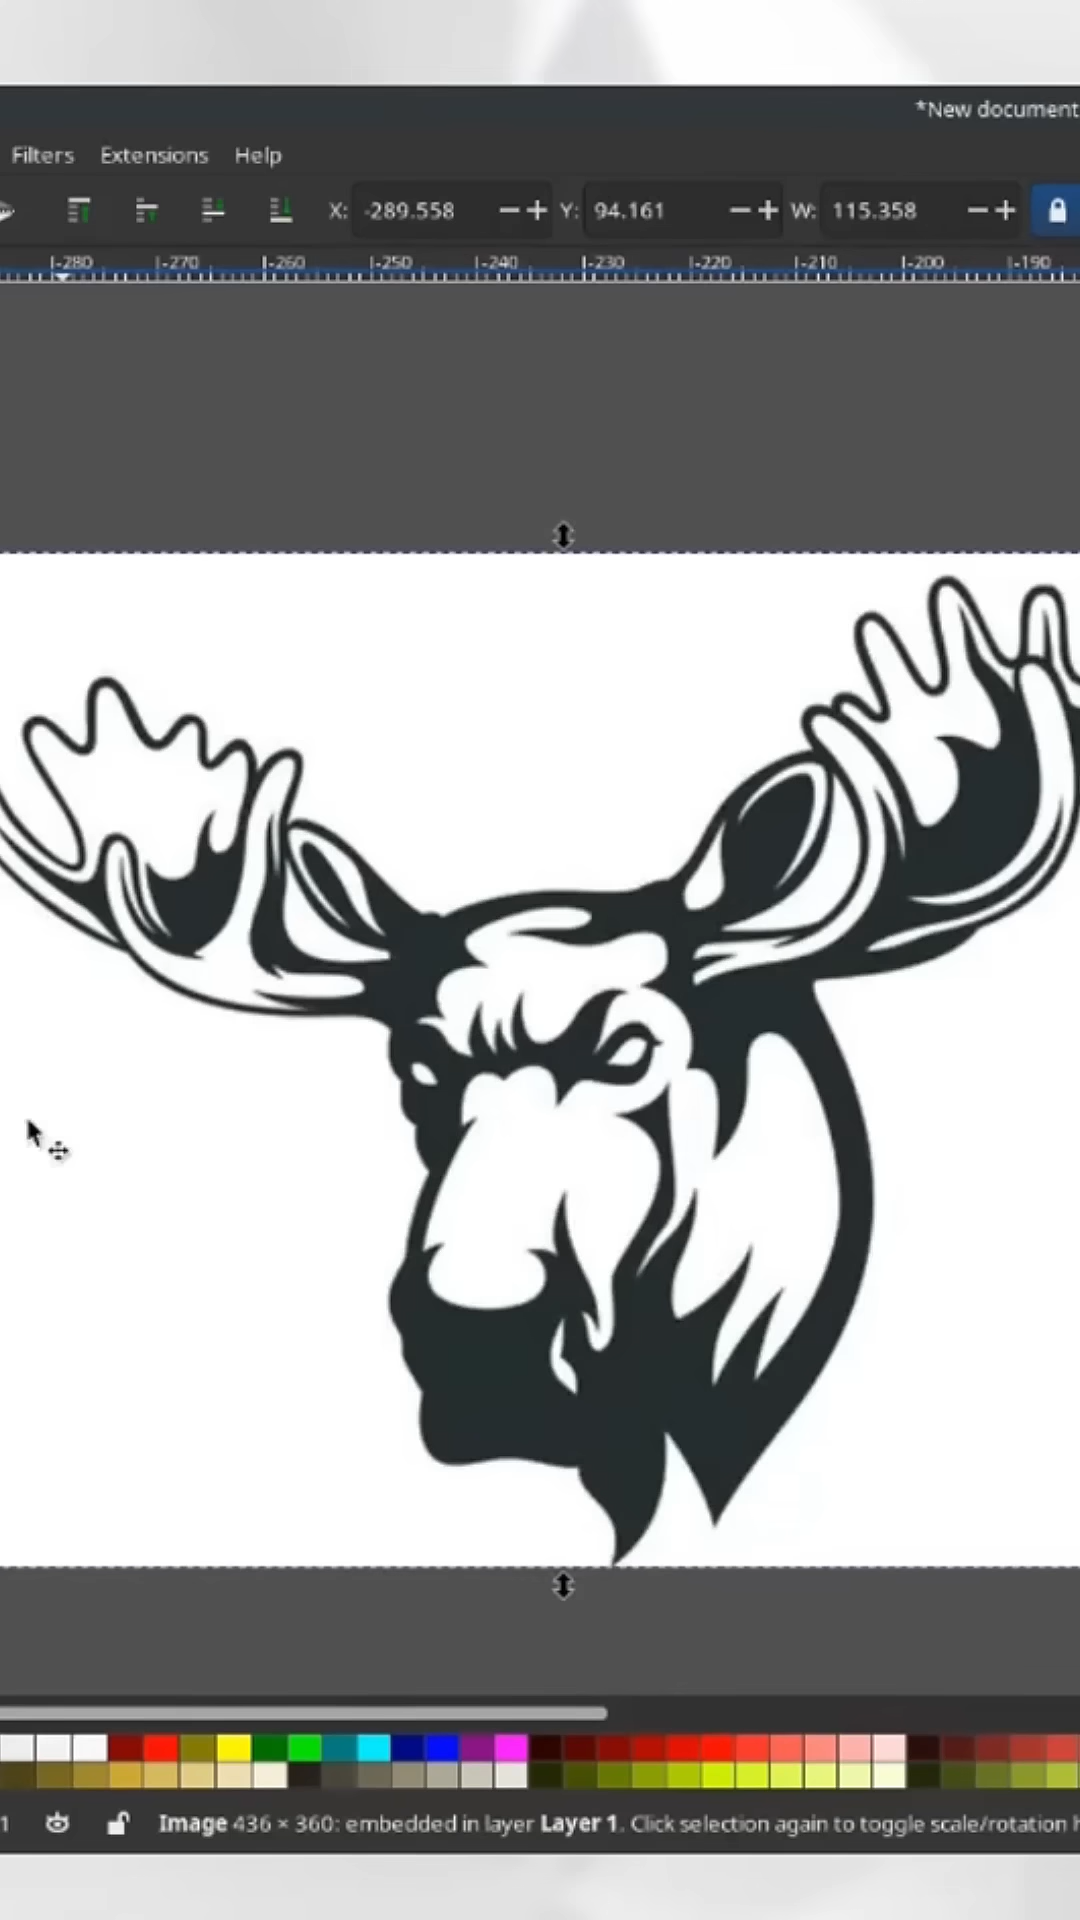 *New document
Filters Extensions Help
X: -289.558 Y: 94.161 W: 115.358
-280 -270 -260 -250 -240 -230 -220 -210 -200 -190
1 Image 436 × 360: embedded in layer Layer 1. Click selection again to toggle scale/rotation h